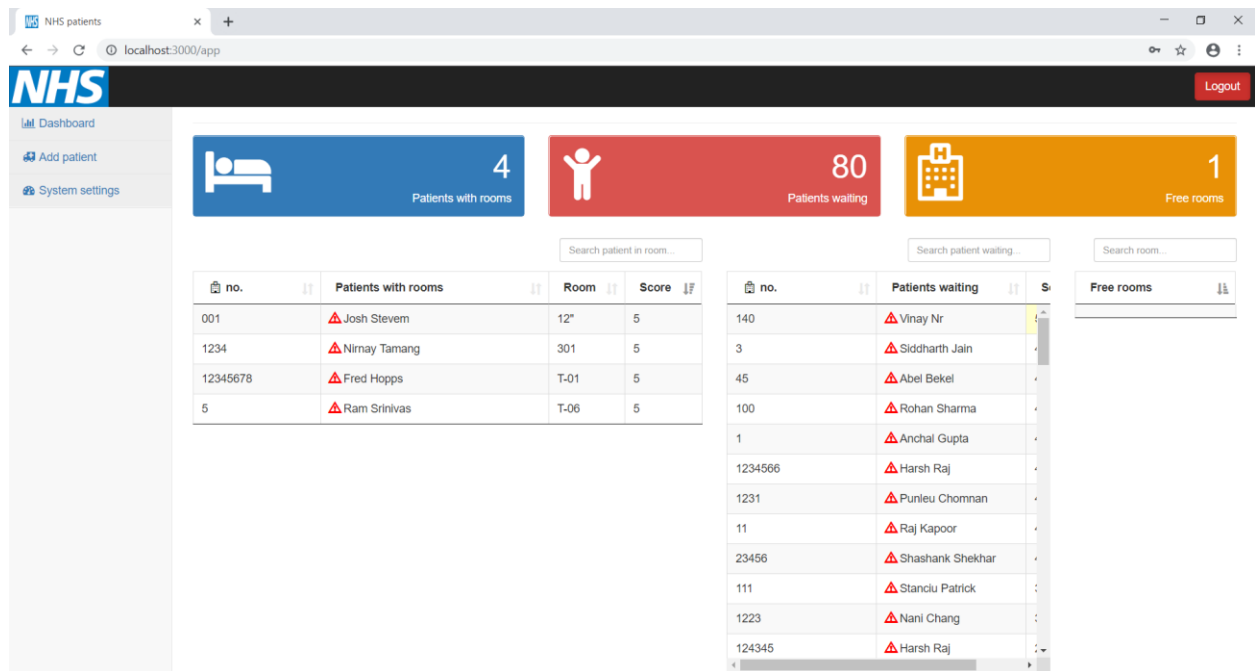 NHS patients
localhost:3000/app
NHS
Logout
Dashboard
Add patient
System settings
4
Patients with rooms
80
Patients waiting
1
Free rooms
Search patient in room...
Search patient waiting...
Search room...
no. Patients with rooms Room Score
001 Josh Stevem 12" 5
1234 Nirnay Tamang 301 5
12345678 Fred Hopps T-01 5
5 Ram Srinivas T-06 5
no. Patients waiting
140 Vinay Nr
3 Siddharth Jain
45 Abel Bekel
100 Rohan Sharma
1 Anchal Gupta
1234566 Harsh Raj
1231 Punleu Chomnan
11 Raj Kapoor
23456 Shashank Shekhar
111 Stanciu Patrick
1223 Nani Chang
124345 Harsh Raj
Free rooms